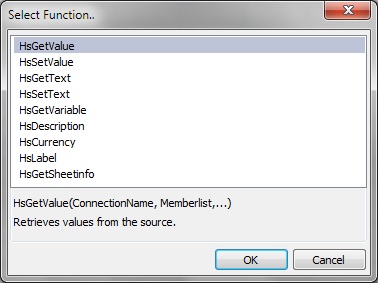 Select Function..
HsGetValue
HsSetValue
HsGetText
HsSetText
HsGetVariable
HsDescription
HsCurrency
HsLabel
HsGetSheetinfo
HsGetValue(ConnectionName, Memberlist,...)
Retrieves values from the source.
OK Cancel